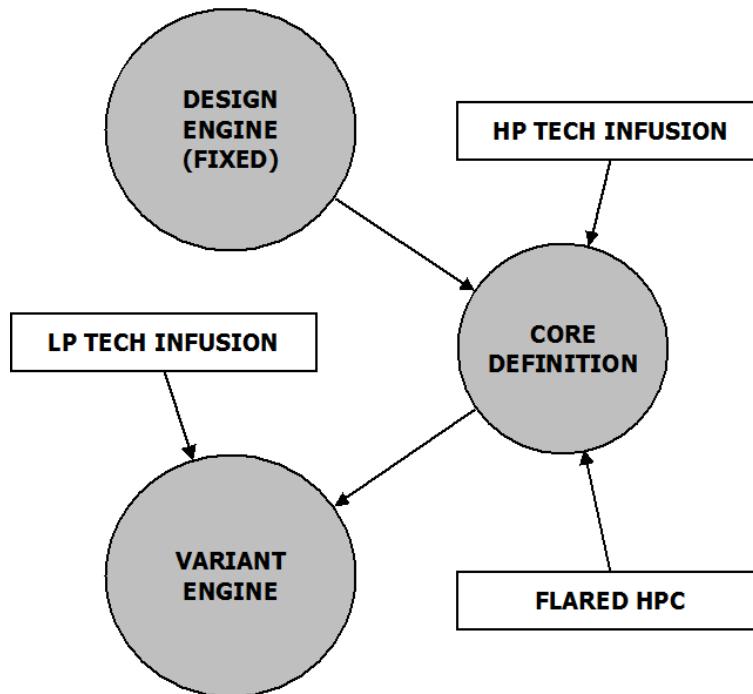 DESIGN
ENGINE
(FIXED)
HP TECH INFUSION
LP TECH INFUSION
CORE
DEFINITION
VARIANT
ENGINE
FLARED HPC